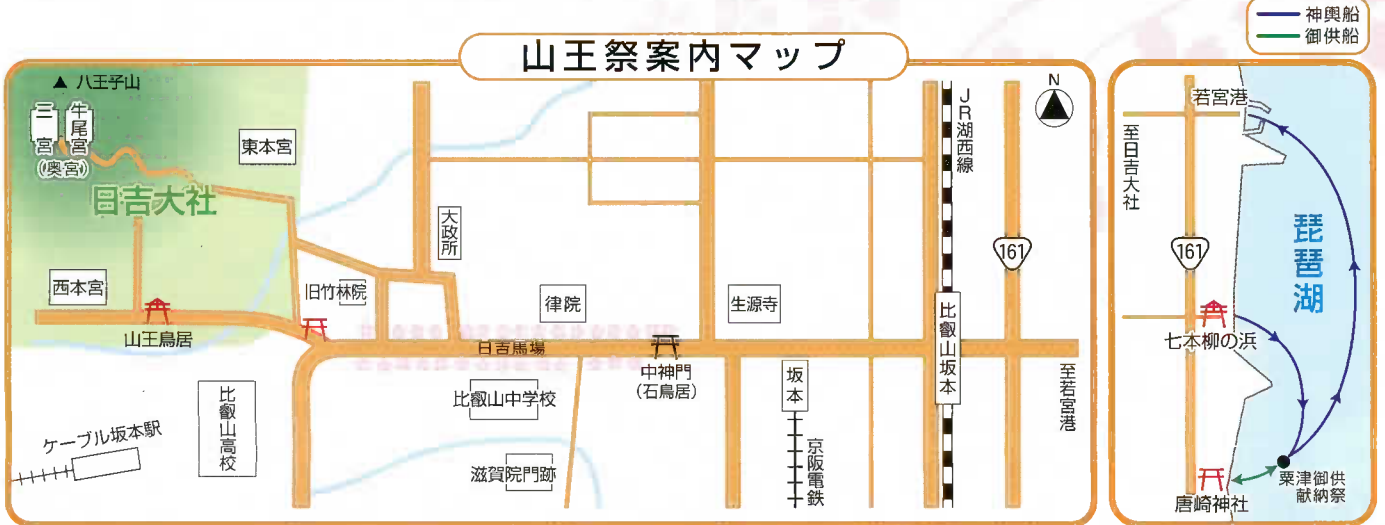 神輿船
御供船
山王祭案内マップ
▲ 八王子山
三宮
牛尾宮
(奥宮)
東本宮
日吉大社
西本宮
山王鳥居
旧竹林院
大政所
律院
生源寺
日吉馬場
中神門
(石鳥居)
比叡山中学校
滋賀院門跡
比叡山高校
ケーブル坂本駅
坂本
京阪電鉄
JR湖西線
比叡山坂本
N
161
至若宮港
若宮港
至日吉大社
161
琵琶湖
七本柳の浜
唐崎神社
粟津御供
献納祭